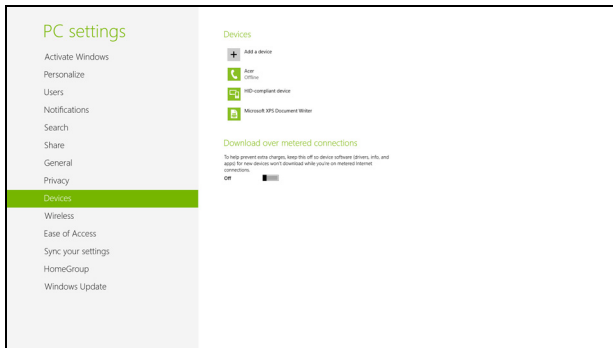 PC settings
Activate Windows
Personalize
Users
Notifications
Search
Share
General
Privacy
Devices
Wireless
Ease of Access
Sync your settings
HomeGroup
Windows Update
Devices
Add a device
Acer
Offline
HID-compliant device
Microsoft XPS Document Writer
Download over metered connections
To help prevent extra charges, keep this off so device software (drivers, info, and
apps) for new devices won't download while you're on metered Internet
connections.
Off